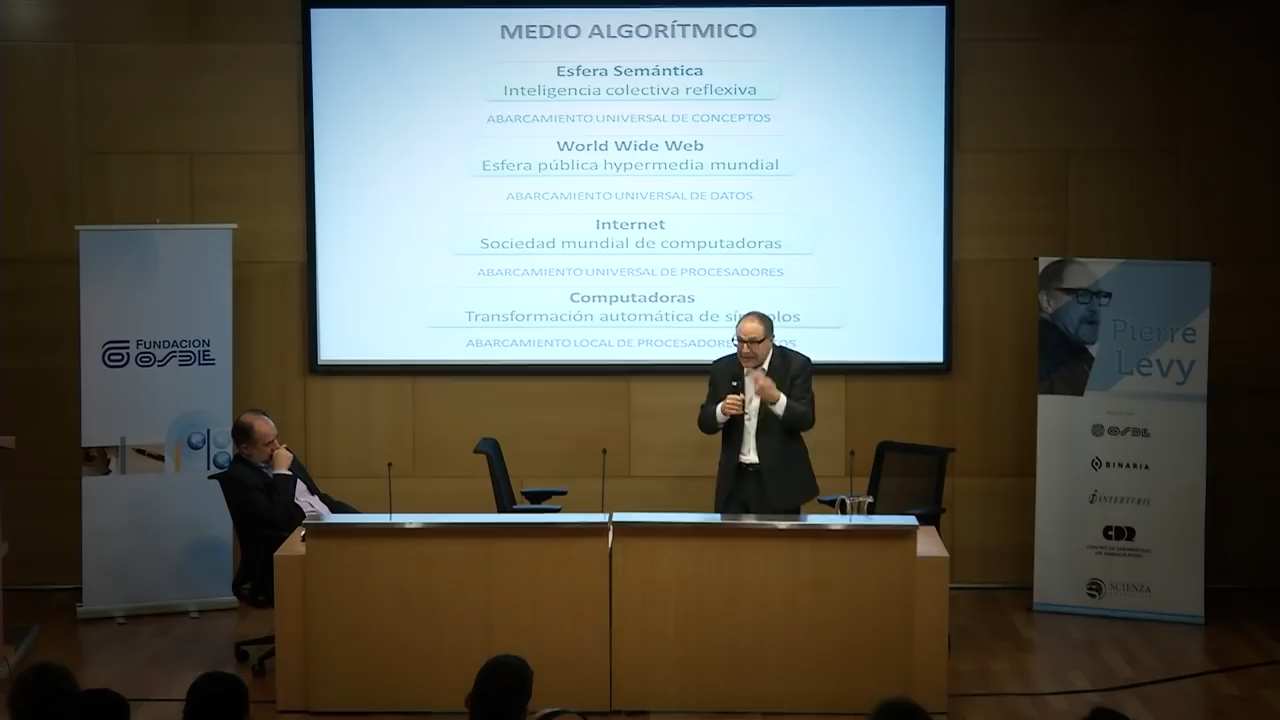 MEDIO ALGORÍTMICO
Esfera Semántica
Inteligencia colectiva reflexiva
ABARCAMIENTO UNIVERSAL DE CONCEPTOS
World Wide Web
Esfera pública hypermedia mundial
ABARCAMIENTO UNIVERSAL DE DATOS
Internet
Sociedad mundial de computadoras
ABARCAMIENTO UNIVERSAL DE PROCESADORES
Computadoras
Transformación automática de símbolos
ABARCAMIENTO LOCAL DE PROCESADORES
FUNDACION
OSDE
Pierre
Lévy
OSDE
BINARIA
INTERTURIS
CDR
SCIENZA